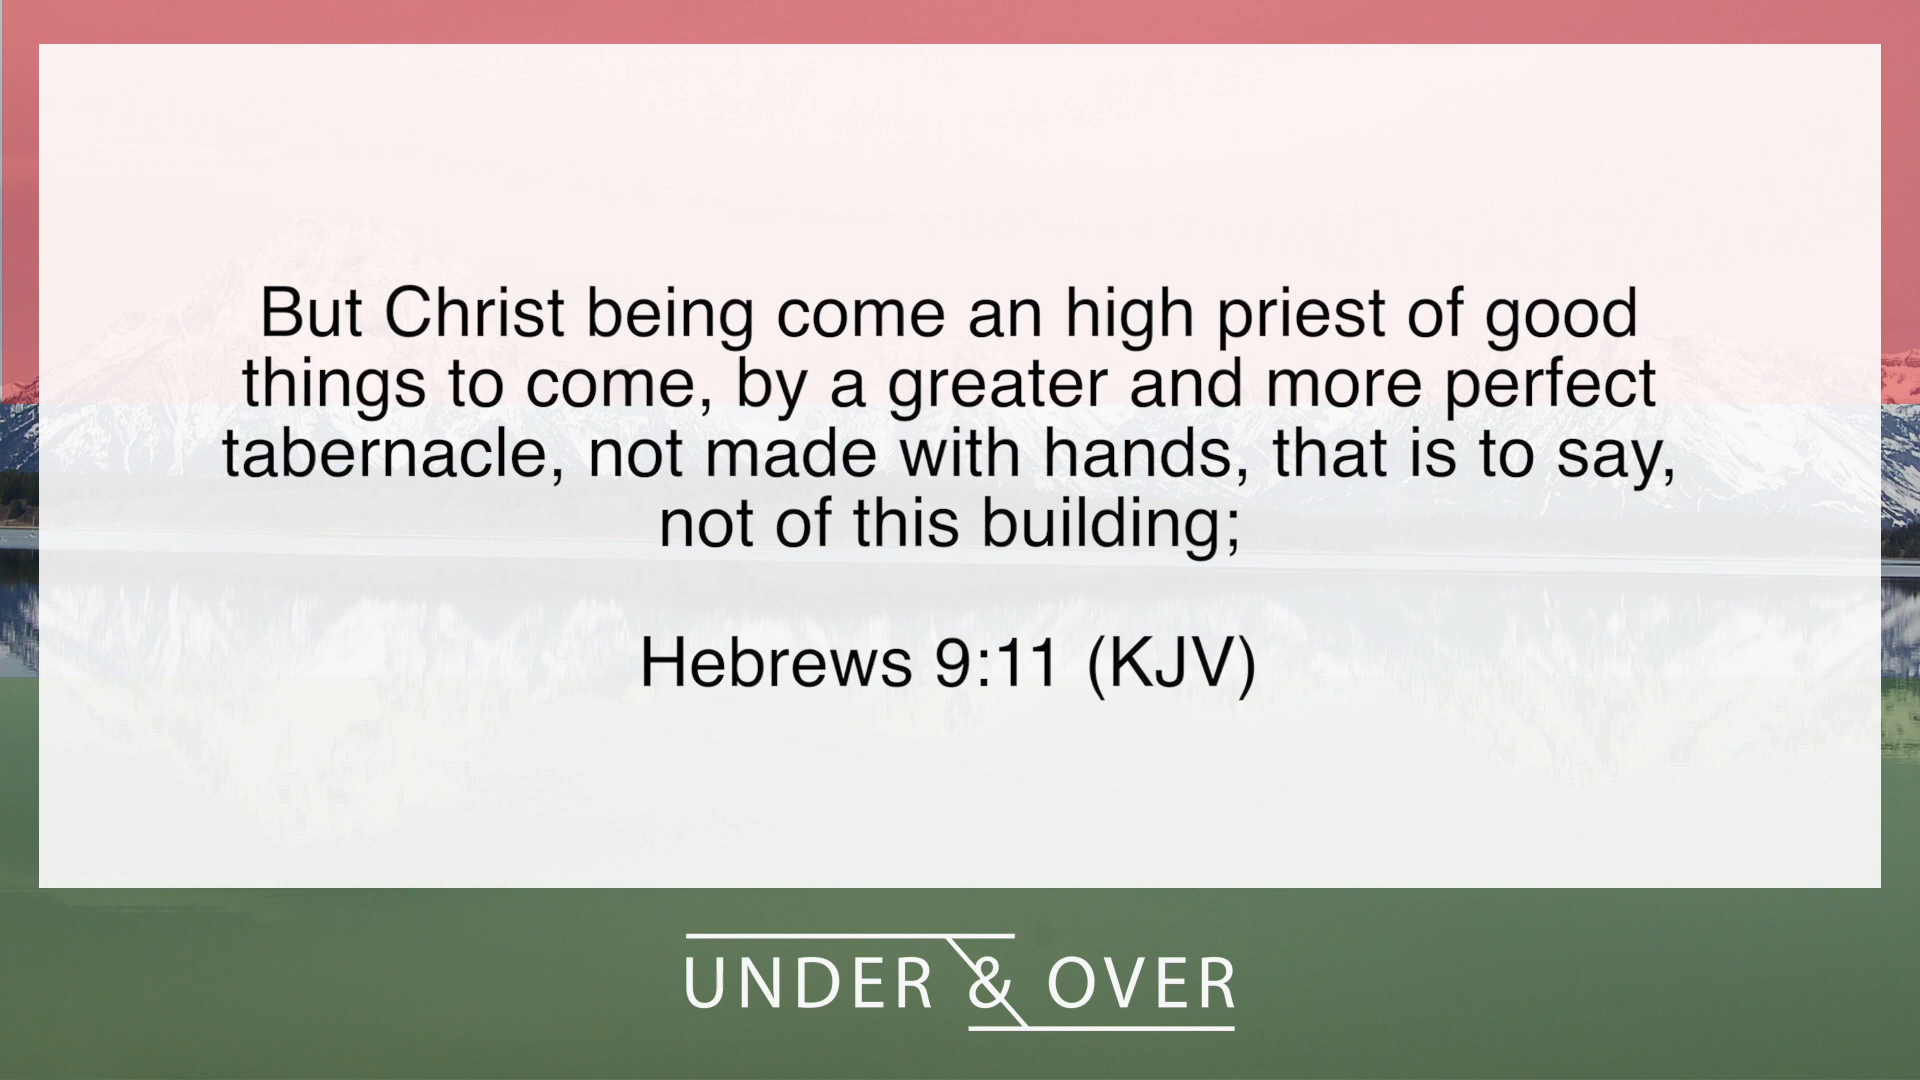 But Christ being come an high priest of good
things to come, by a greater and more perfect
tabernacle, not made with hands, that is to say,
not of this building;
Hebrews 9:11 (KJV)
UNDER & OVER